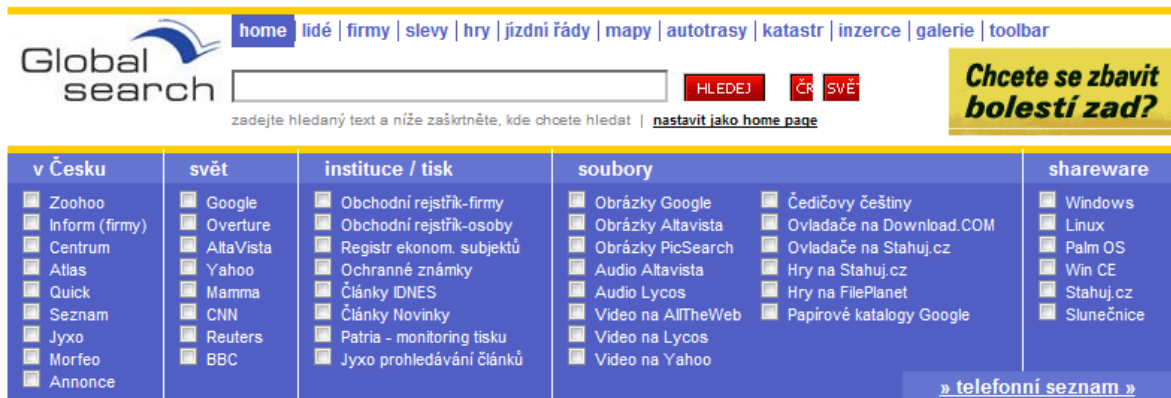 Global
search
home | lidé | firmy | slevy | hry | jízdní řády | mapy | autotrasy | katastr | inzerce | galerie | toolbar
HLEDEJ ČR SVĚT
zadejte hledaný text a níže zaškrtněte, kde chcete hledat | nastavit jako home page
Chcete se zbavit
bolestí zad?
v Česku
Zoohoo
Inform (firmy)
Centrum
Atlas
Quick
Seznam
Jyxo
Morfeo
Annonce
svět
Google
Overture
AltaVista
Yahoo
Mamma
CNN
Reuters
BBC
instituce / tisk
Obchodní rejstřík-firmy
Obchodní rejstřík-osoby
Registr ekonom. subjektů
Ochranné známky
Články IDNES
Články Novinky
Patria - monitoring tisku
Jyxo prohledávání článků
soubory
Obrázky Google
Obrázky Altavista
Obrázky PicSearch
Audio Altavista
Audio Lycos
Video na AllTheWeb
Video na Lycos
Video na Yahoo
Čedičovy češtiny
Ovladače na Download.COM
Ovladače na Stahuj.cz
Hry na Stahuj.cz
Hry na FilePlanet
Papírové katalogy Google
shareware
Windows
Linux
Palm OS
Win CE
Stahuj.cz
Slunečnice
» telefonní seznam »